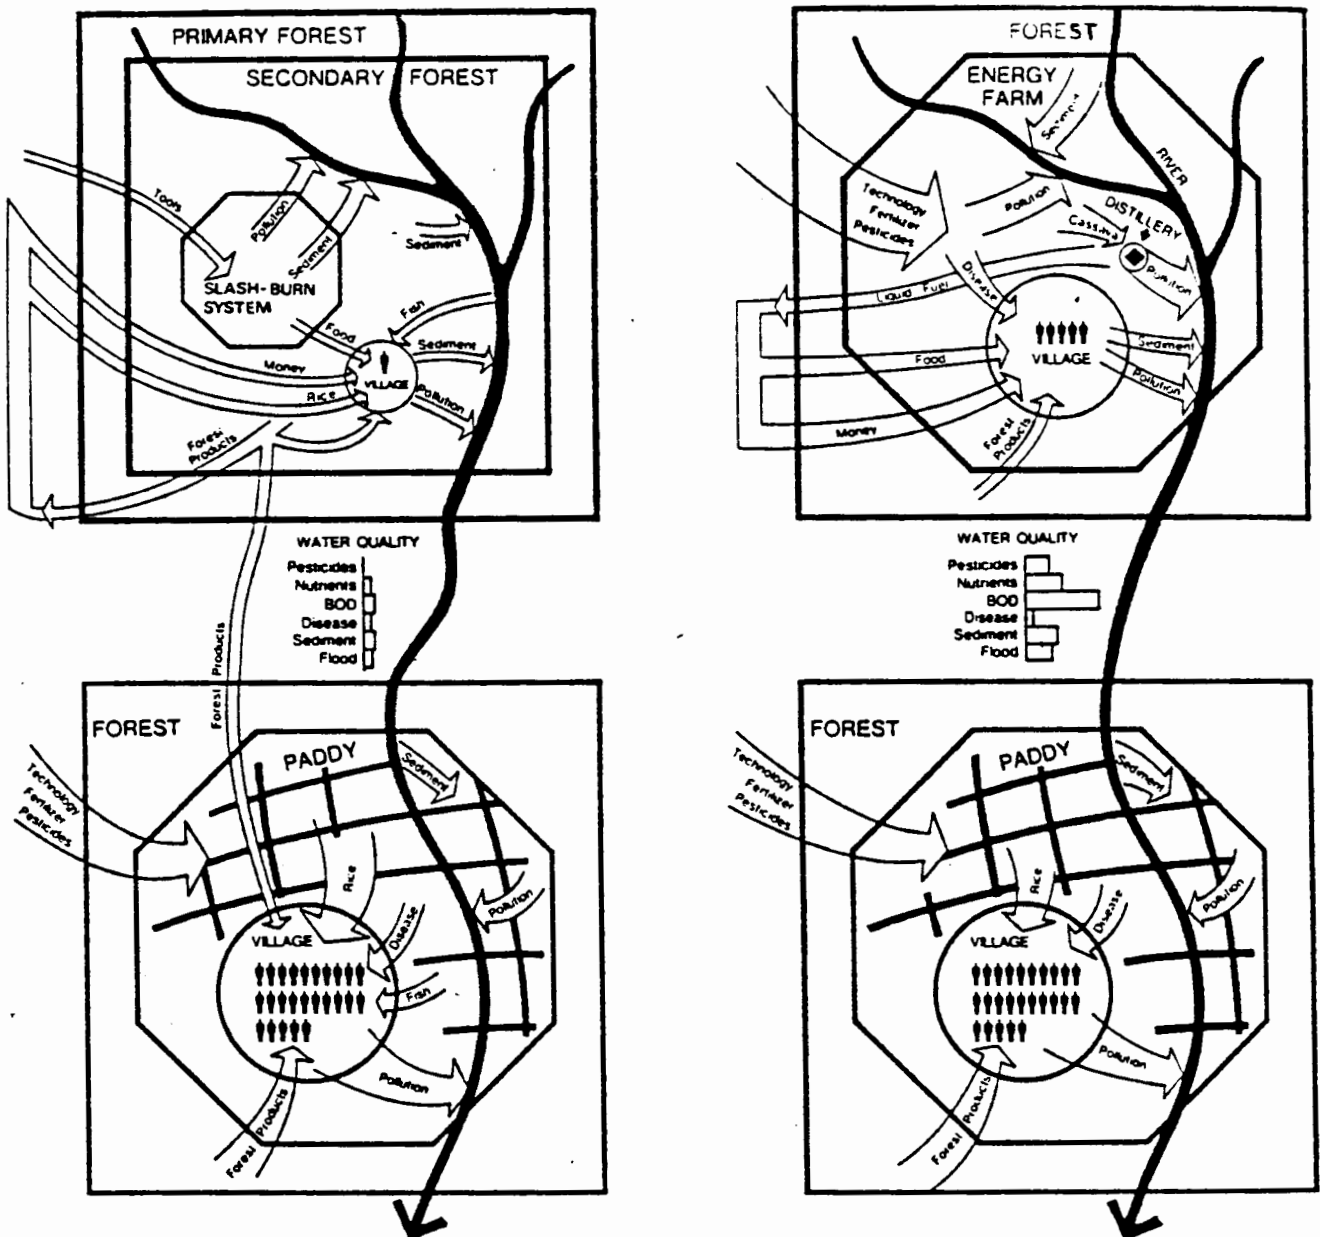 PRIMARY FOREST
SECONDARY FOREST
Tools
Pollution
Sediment
Sediment
SLASH-BURN
SYSTEM
Fish
Food
Sediment
Money
VILLAGE
Rice
Pollution
Forest
Products
WATER QUALITY
Pesticides
Nutrients
BOD
Disease
Sediment
Flood
Forest Products
FOREST
PADDY
Sediment
Technology
Fertilizer
Pesticides
Rice
Pollution
Disease
VILLAGE
Fish
Pollution
Forest Products
FOREST
ENERGY
FARM
Sediment
RIVER
Technology
Fertilizer
Pesticides
Pollution
DISTILLERY
Cassava
Pollution
Disease
Liquid Fuel
VILLAGE
Sediment
Food
Pollution
Money
Forest
Products
WATER QUALITY
Pesticides
Nutrients
BOD
Disease
Sediment
Flood
FOREST
PADDY
Sediment
Technology
Fertilizer
Pesticides
Rice
Pollution
Disease
VILLAGE
Pollution
Forest Products